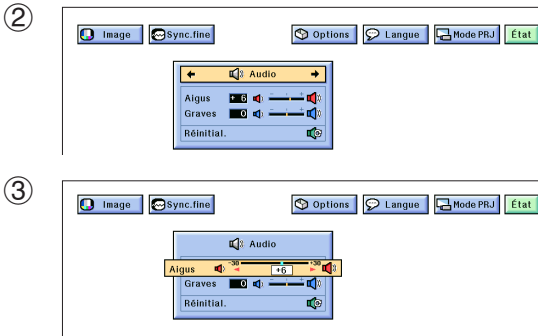 ②
Image Sync.fine Options Langue Mode PRJ État
Audio
Aigus + 6 - +
Graves 0 - +
Réinitial.
③
Image Sync.fine Options Langue Mode PRJ État
Audio
Aigus -30 +6 +30
Graves 0
Réinitial.